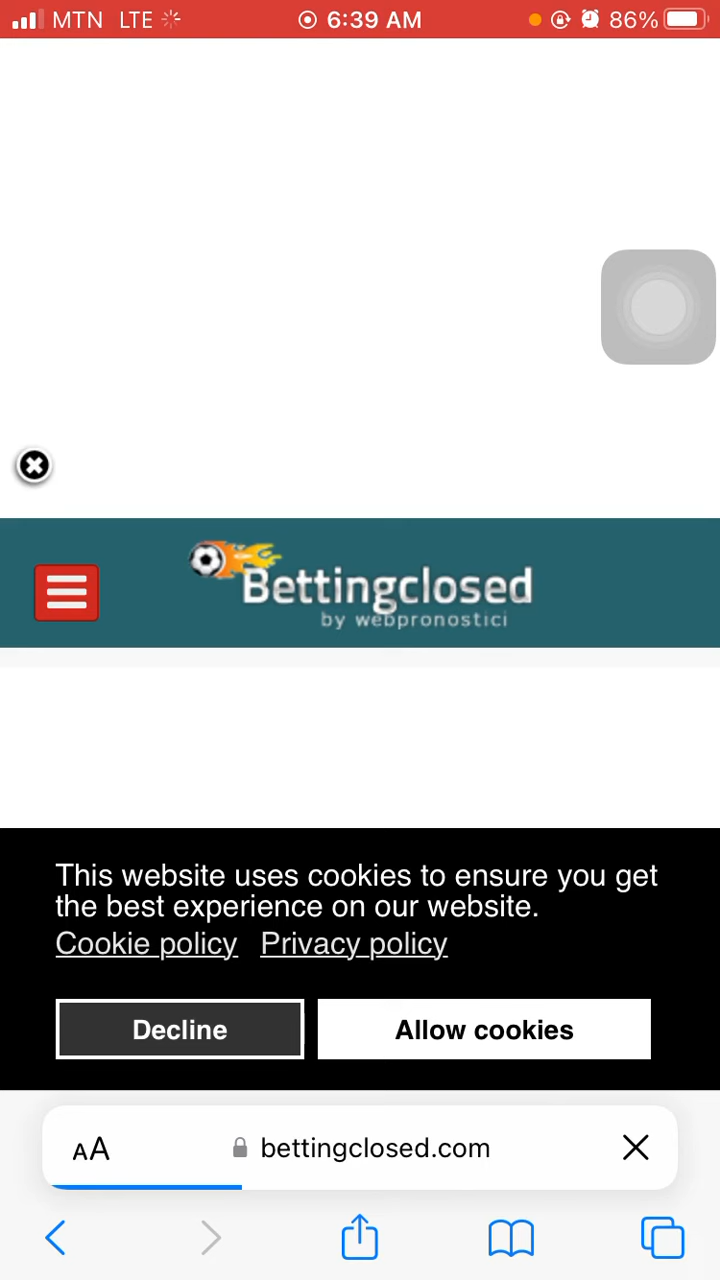 MTN LTE 6:39 AM 86%
Bettingclosed
by webpronostici
This website uses cookies to ensure you get
the best experience on our website.
Cookie policy Privacy policy
Decline Allow cookies
AA bettingclosed.com